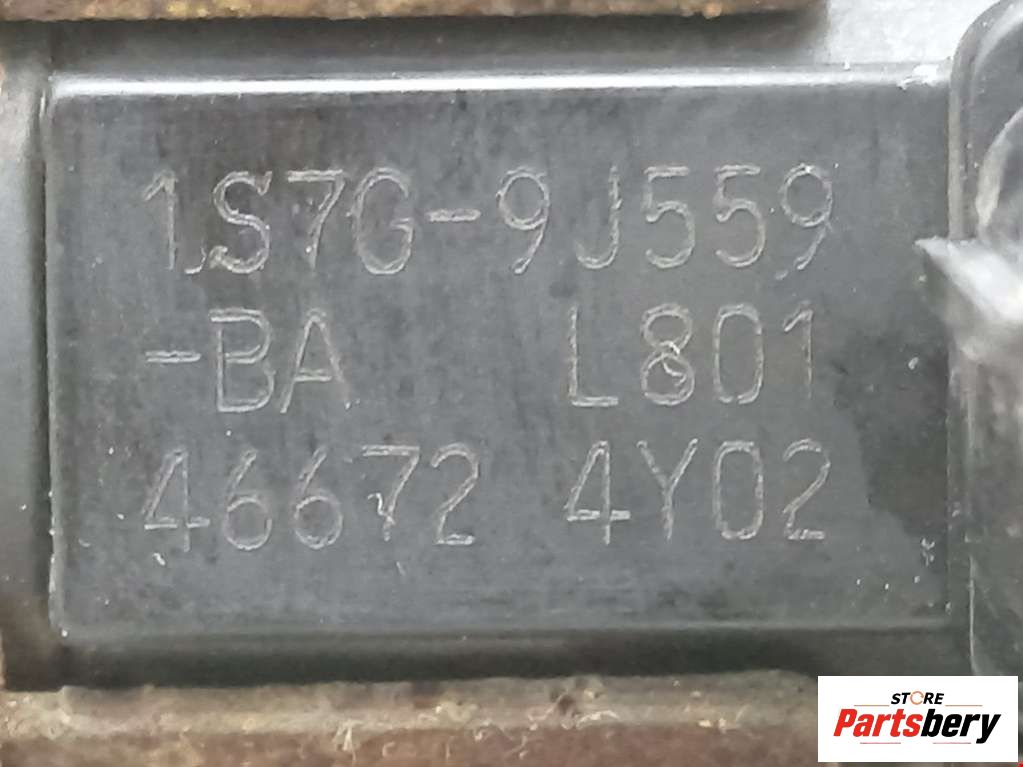 1S7G-9J559
-BA L801
46672 4Y02
STORE
Partsbery